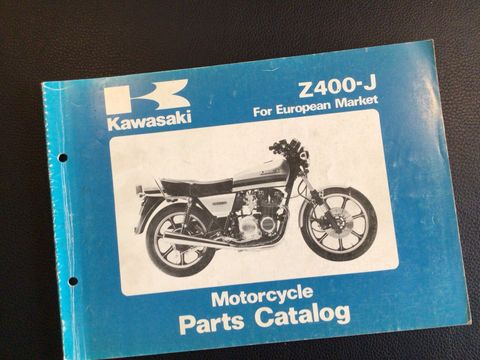 Kawasaki
Z400-J
For European Market
Motorcycle
Parts Catalog